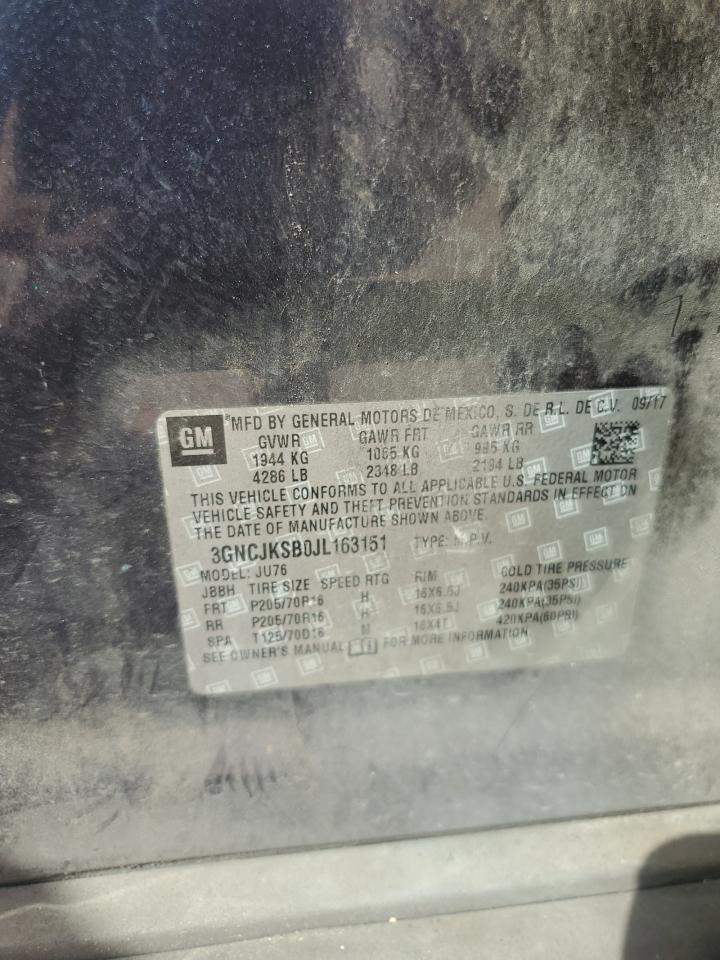 GM
MFD BY GENERAL MOTORS DE MEXICO, S. DE R.L. DE C.V. 09/17
GVWR GAWR FRT GAWR RR
1944 KG 1065 KG 995 KG
4286 LB 2348 LB 2194 LB
THIS VEHICLE CONFORMS TO ALL APPLICABLE U.S. FEDERAL MOTOR
VEHICLE SAFETY AND THEFT PREVENTION STANDARDS IN EFFECT ON
THE DATE OF MANUFACTURE SHOWN ABOVE.
3GNCJKSB0JL163151 TYPE: M.P.V.
MODEL: JU76
JBBH TIRE SIZE SPEED RTG RIM COLD TIRE PRESSURE
FRT P205/70R16 H 16X6.5J 240KPA(35PSI)
RR P205/70R16 H 16X6.5J 240KPA(35PSI)
SPA T125/70D16 M 16X4T 420KPA(60PSI)
SEE OWNER'S MANUAL FOR MORE INFORMATION